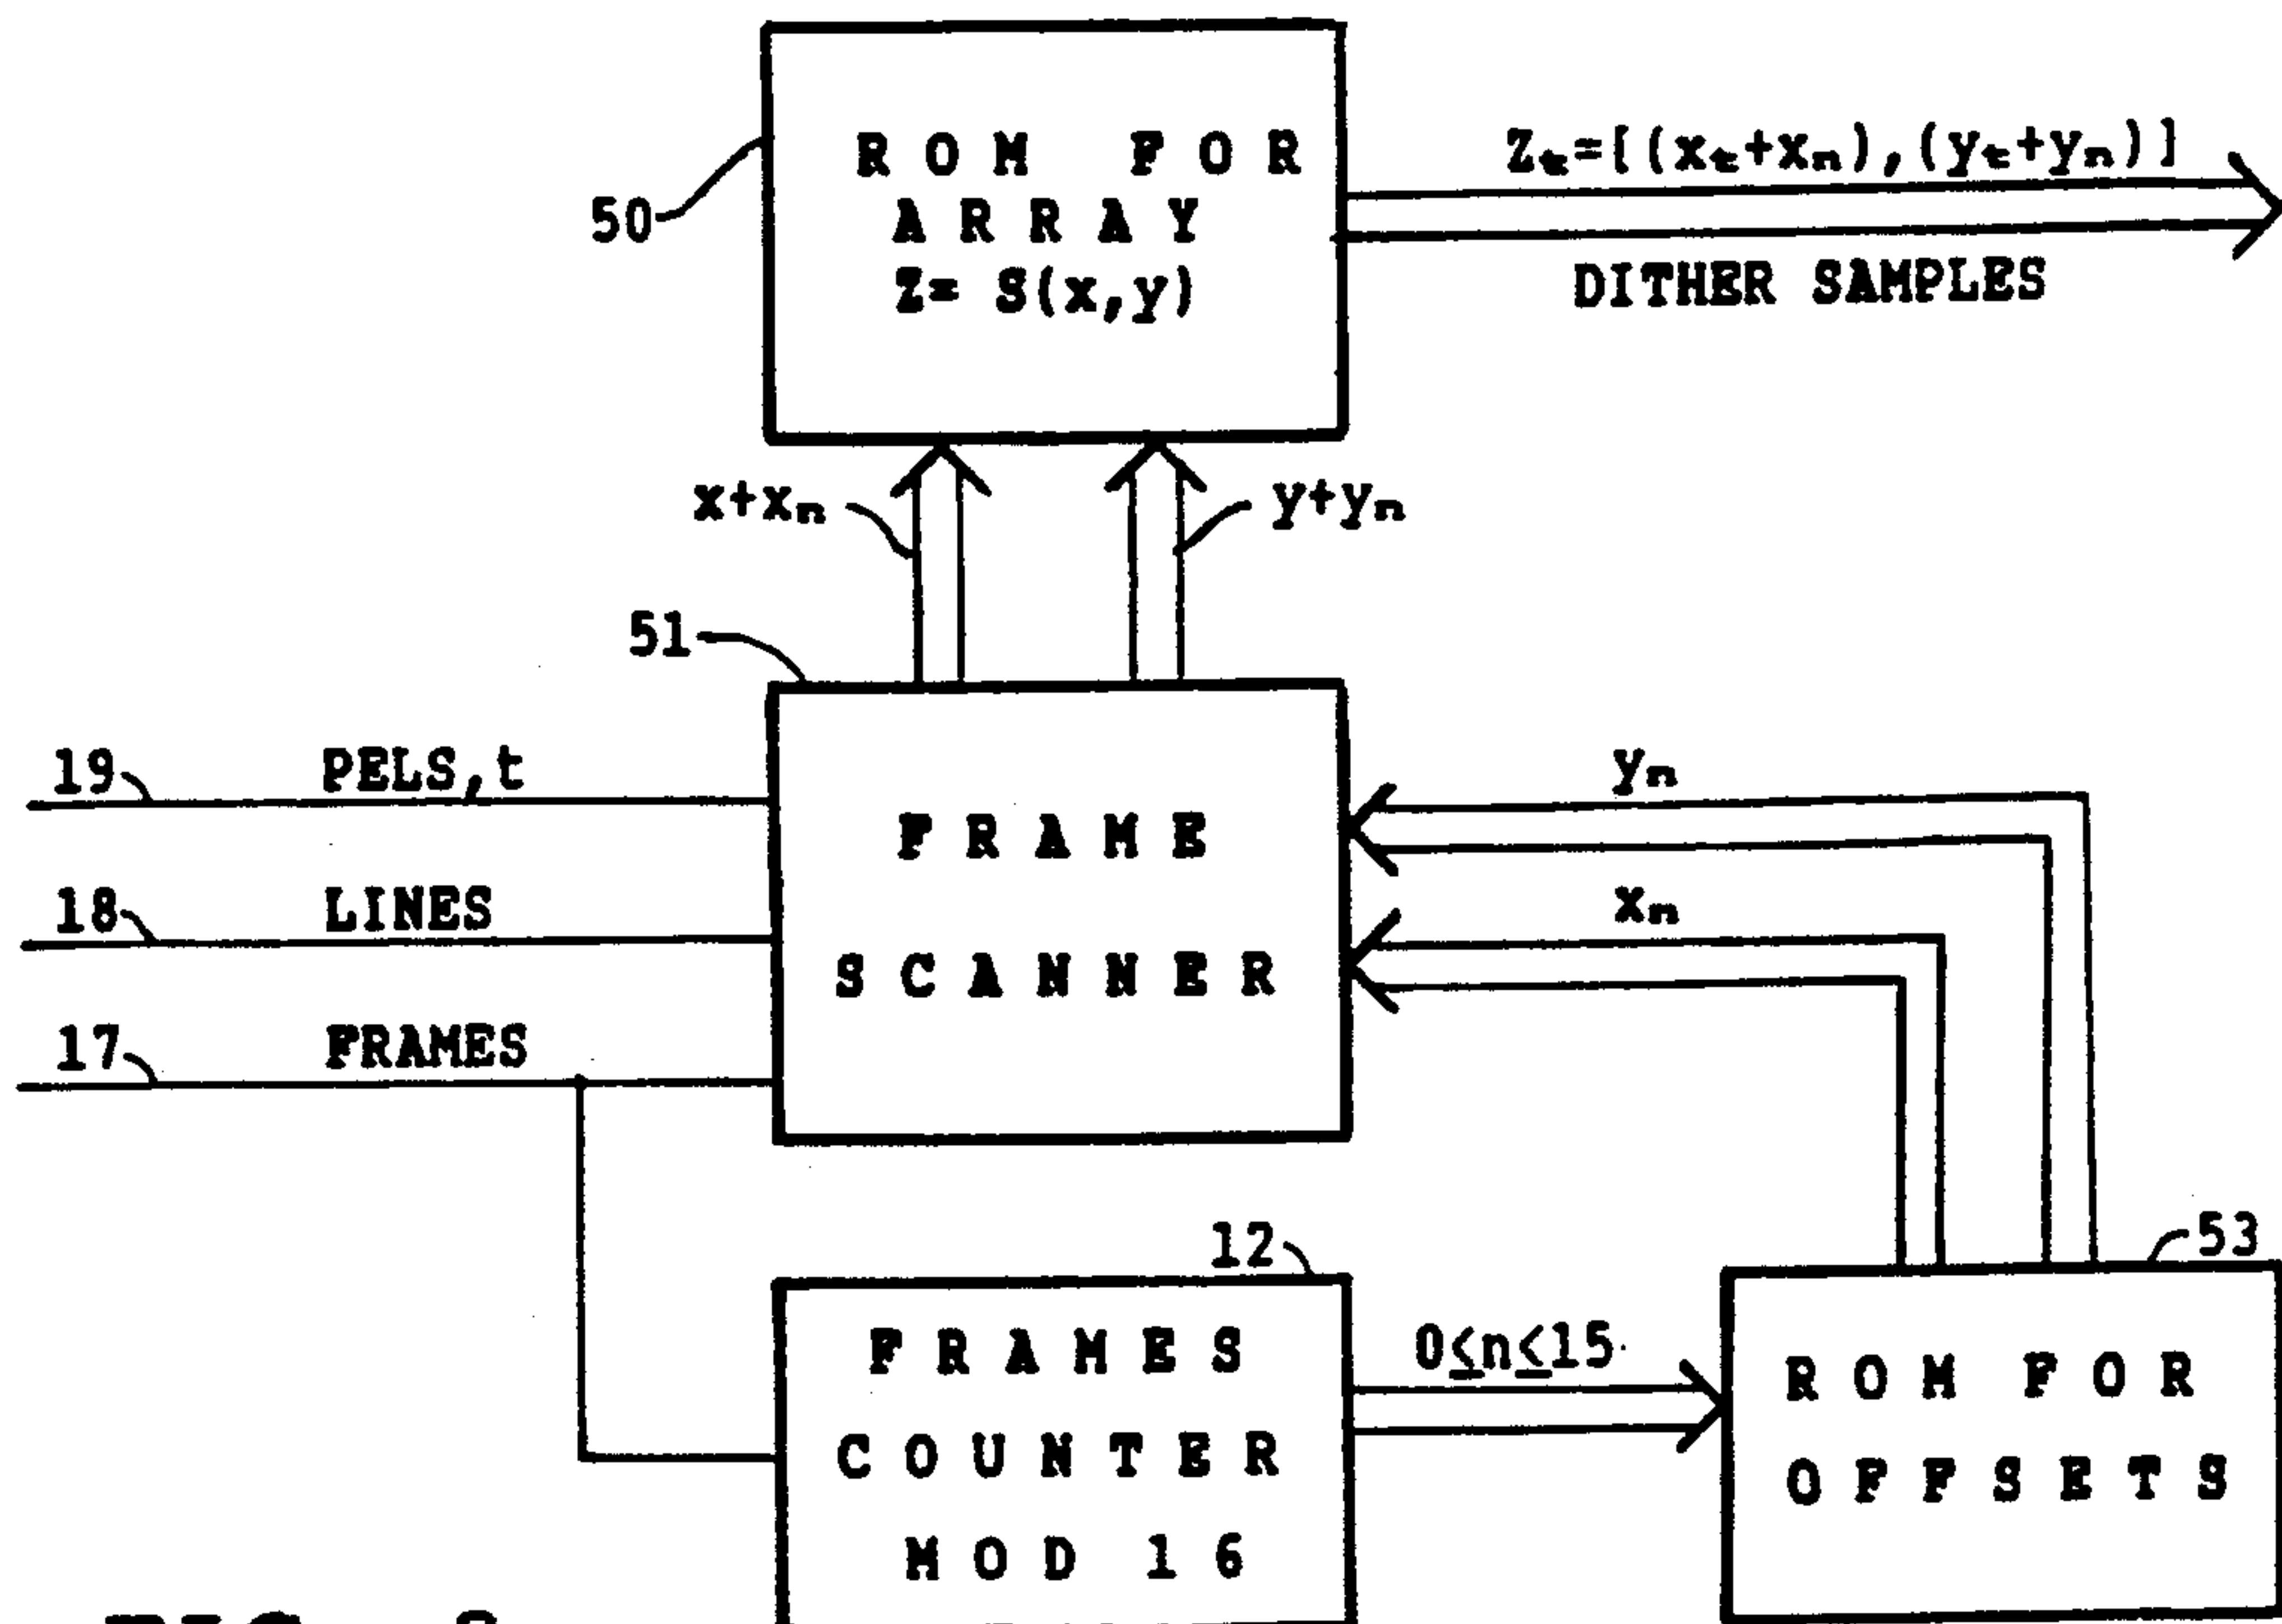 ROM FOR
ARRAY
Z= S(x,y)
50
Zₜ=[(xₜ+xₙ),(yₜ+yₙ)]
DITHER SAMPLES
x+xₙ
y+yₙ
51
19
PELS,t
18
LINES
17
FRAMES
FRAME
SCANNER
yₙ
xₙ
12
FRAMES
COUNTER
MOD 16
0≤n≤15
53
ROM FOR
OFFSETS